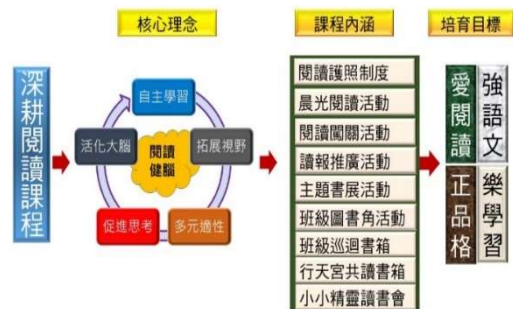 核心理念
課程內涵
培育目標
深耕閱讀課程
自主學習
活化大腦
拓展視野
閱讀
健腦
促進思考
多元適性
閱讀護照制度
晨光閱讀活動
閱讀闖關活動
讀報推廣活動
主題書展活動
班級圖書角活動
班級巡迴書箱
行天宮共讀書箱
小小精靈讀書會
愛閱讀
強語文
正品格
樂學習